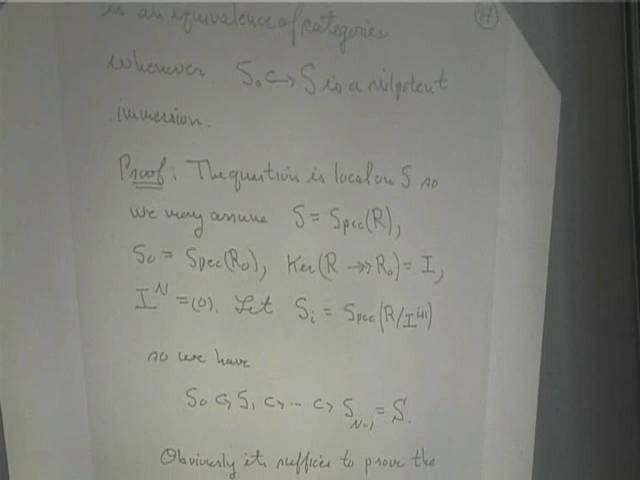 is an equivalence of categories (4)
whenever S₀ ↪ S is a nilpotent
immersion.
Proof: The question is local on S so
we may assume S = Spec(R),
S₀ = Spec(R₀), Ker(R ↠ R₀) = I,
I^N = (0). Let S_i = Spec(R/I^{i+1})
so we have
S₀ ↪ S₁ ↪ ⋯ ↪ S_{N-1} = S.
Obviously it suffices to prove the